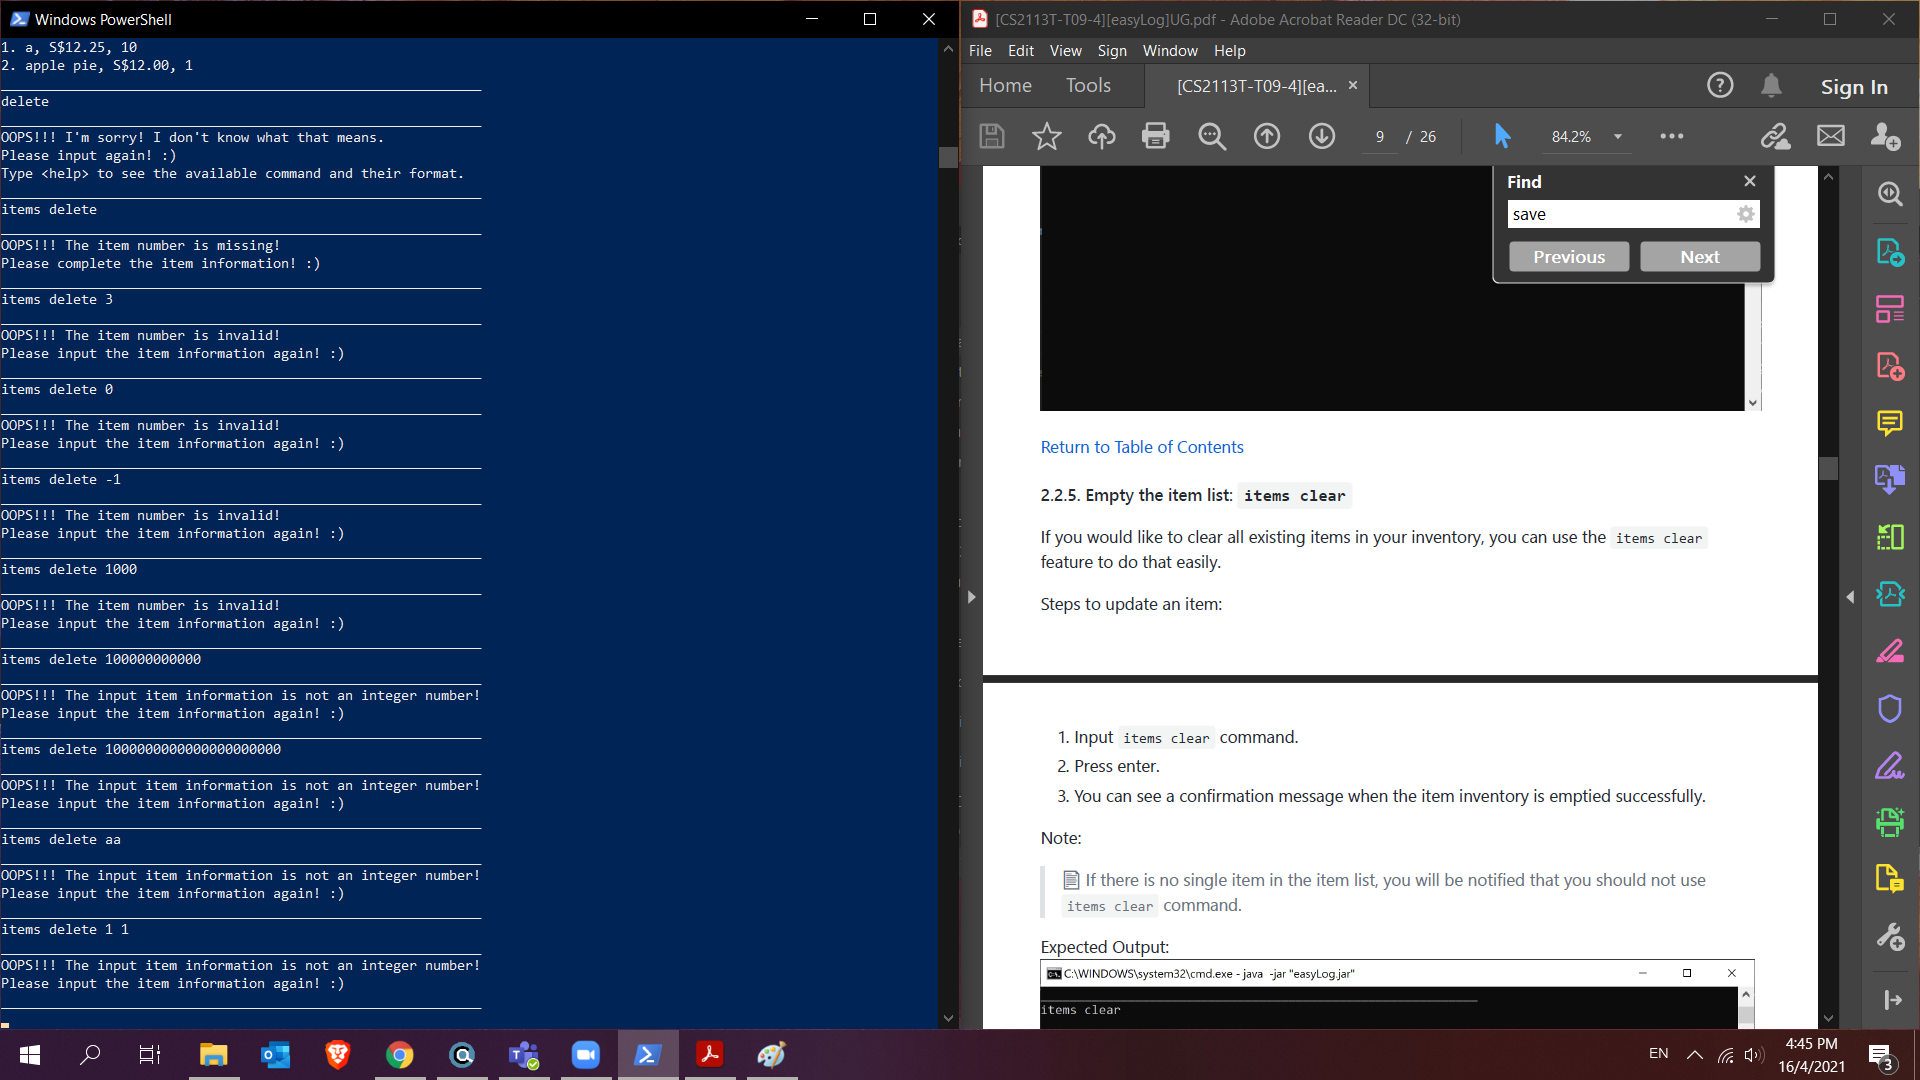 Windows PowerShell
1. a, S$12.25, 10
2. apple pie, S$12.00, 1
delete
OOPS!!! I'm sorry! I don't know what that means.
Please input again! :)
Type <help> to see the available command and their format.
items delete
OOPS!!! The item number is missing!
Please complete the item information! :)
items delete 3
OOPS!!! The item number is invalid!
Please input the item information again! :)
items delete 0
OOPS!!! The item number is invalid!
Please input the item information again! :)
items delete -1
OOPS!!! The item number is invalid!
Please input the item information again! :)
items delete 1000
OOPS!!! The item number is invalid!
Please input the item information again! :)
items delete 100000000000
OOPS!!! The input item information is not an integer number!
Please input the item information again! :)
items delete 1000000000000000000000
OOPS!!! The input item information is not an integer number!
Please input the item information again! :)
items delete aa
OOPS!!! The input item information is not an integer number!
Please input the item information again! :)
items delete 1 1
OOPS!!! The input item information is not an integer number!
Please input the item information again! :)
[CS2113T-T09-4][easyLog]UG.pdf - Adobe Acrobat Reader DC (32-bit)
File Edit View Sign Window Help
Home Tools [CS2113T-T09-4][ea... Sign In
9 / 26 84.2%
Find
save
Previous Next
Return to Table of Contents
2.2.5. Empty the item list: items clear
If you would like to clear all existing items in your inventory, you can use the items clear
feature to do that easily.
Steps to update an item:
1. Input items clear command.
2. Press enter.
3. You can see a confirmation message when the item inventory is emptied successfully.
Note:
If there is no single item in the item list, you will be notified that you should not use
items clear command.
Expected Output:
C:\WINDOWS\system32\cmd.exe - java -jar "easyLog.jar"
items clear
EN
4:45 PM
16/4/2021
3